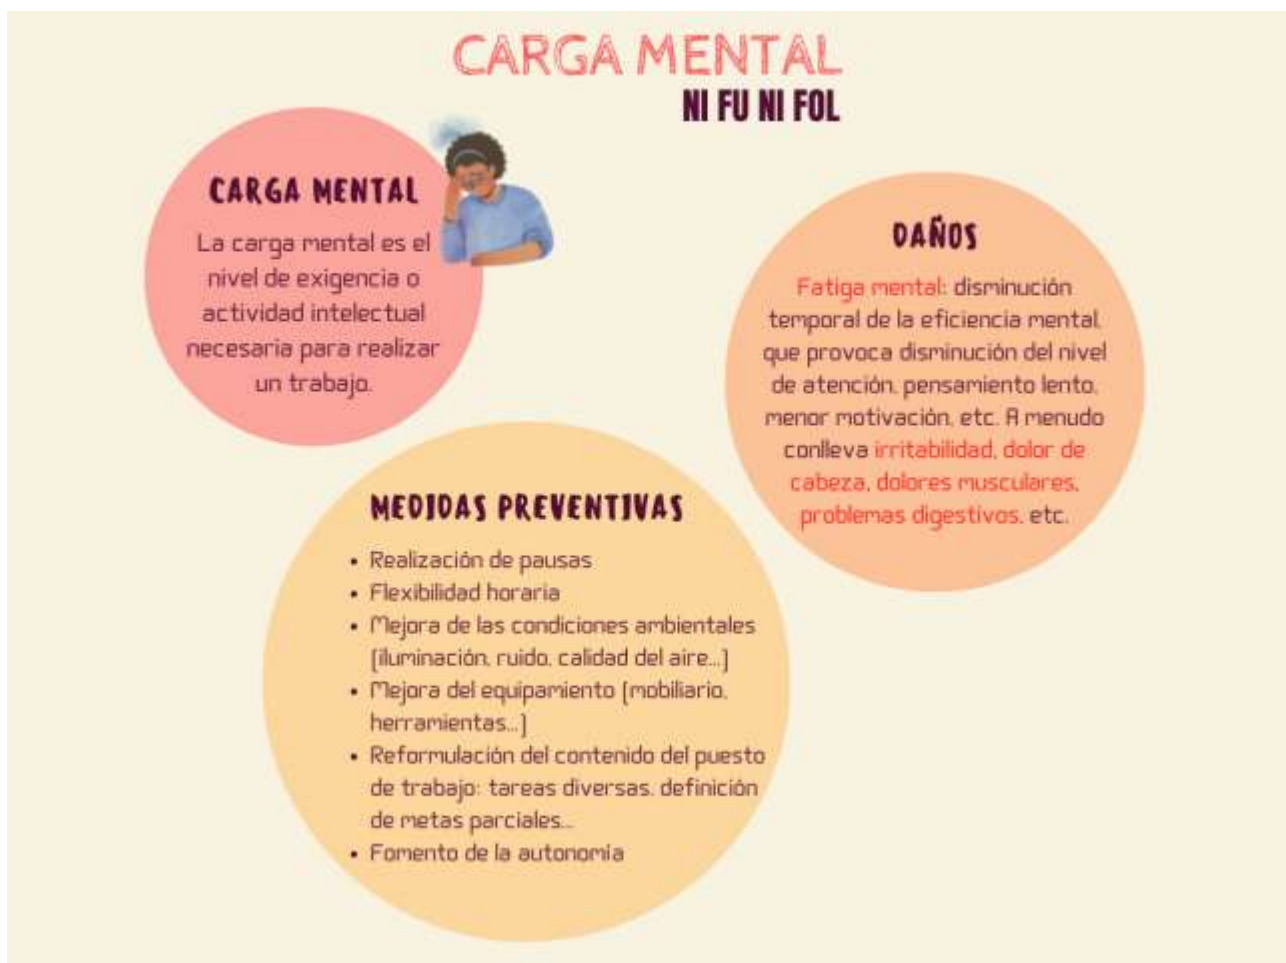 CARGA MENTAL
NI FU NI FOL
CARGA MENTAL
La carga mental es el
nivel de exigencia o
actividad intelectual
necesaria para realizar
un trabajo.
DAÑOS
Fatiga mental: disminución
temporal de la eficiencia mental,
que provoca disminución del nivel
de atención, pensamiento lento,
menor motivación, etc. A menudo
conlleva irritabilidad, dolor de
cabeza, dolores musculares,
problemas digestivos, etc.
MEDIDAS PREVENTIVAS
• Realización de pausas
• Flexibilidad horaria
• Mejora de las condiciones ambientales
(iluminación, ruido, calidad del aire...)
• Mejora del equipamiento (mobiliario,
herramientas...)
• Reformulación del contenido del puesto
de trabajo: tareas diversas, definición
de metas parciales...
• Fomento de la autonomía